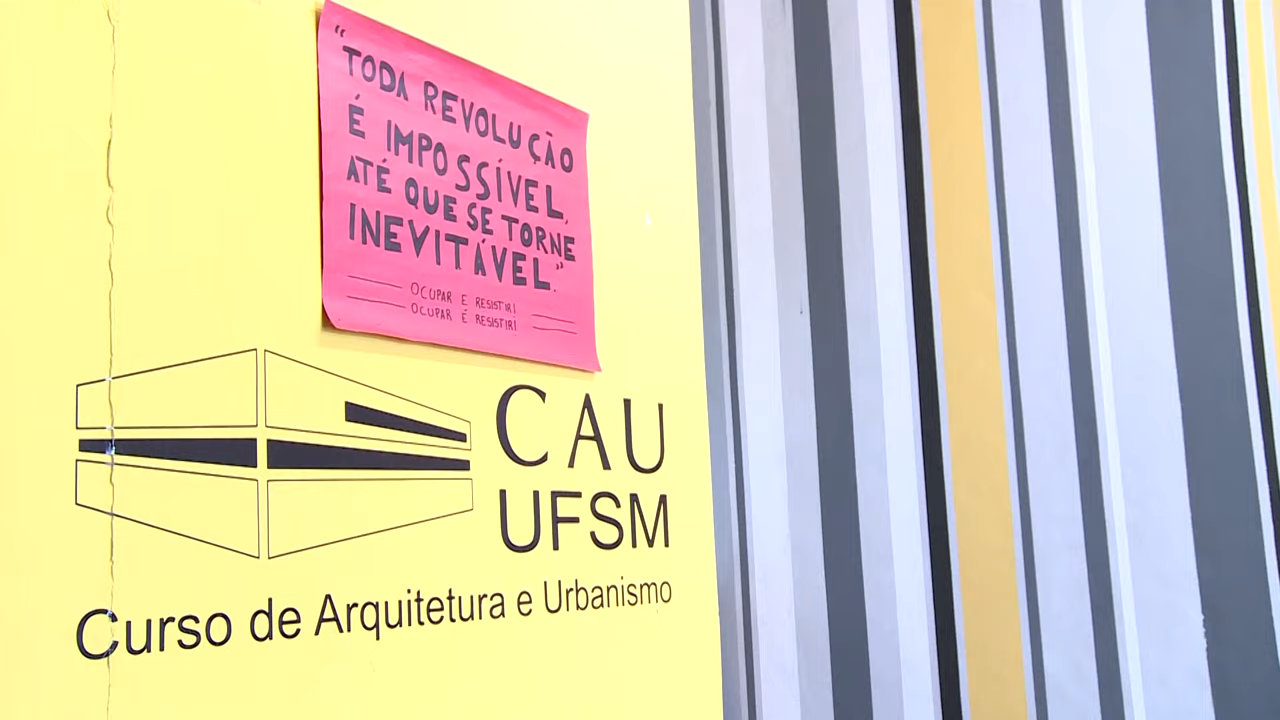 "TODA REVOLUÇÃO
É IMPOSSÍVEL,
ATÉ QUE SE TORNE
INEVITÁVEL."
OCUPAR E RESISTIR!
OCUPAR É RESISTIR!
CAU
UFSM
Curso de Arquitetura e Urbanismo